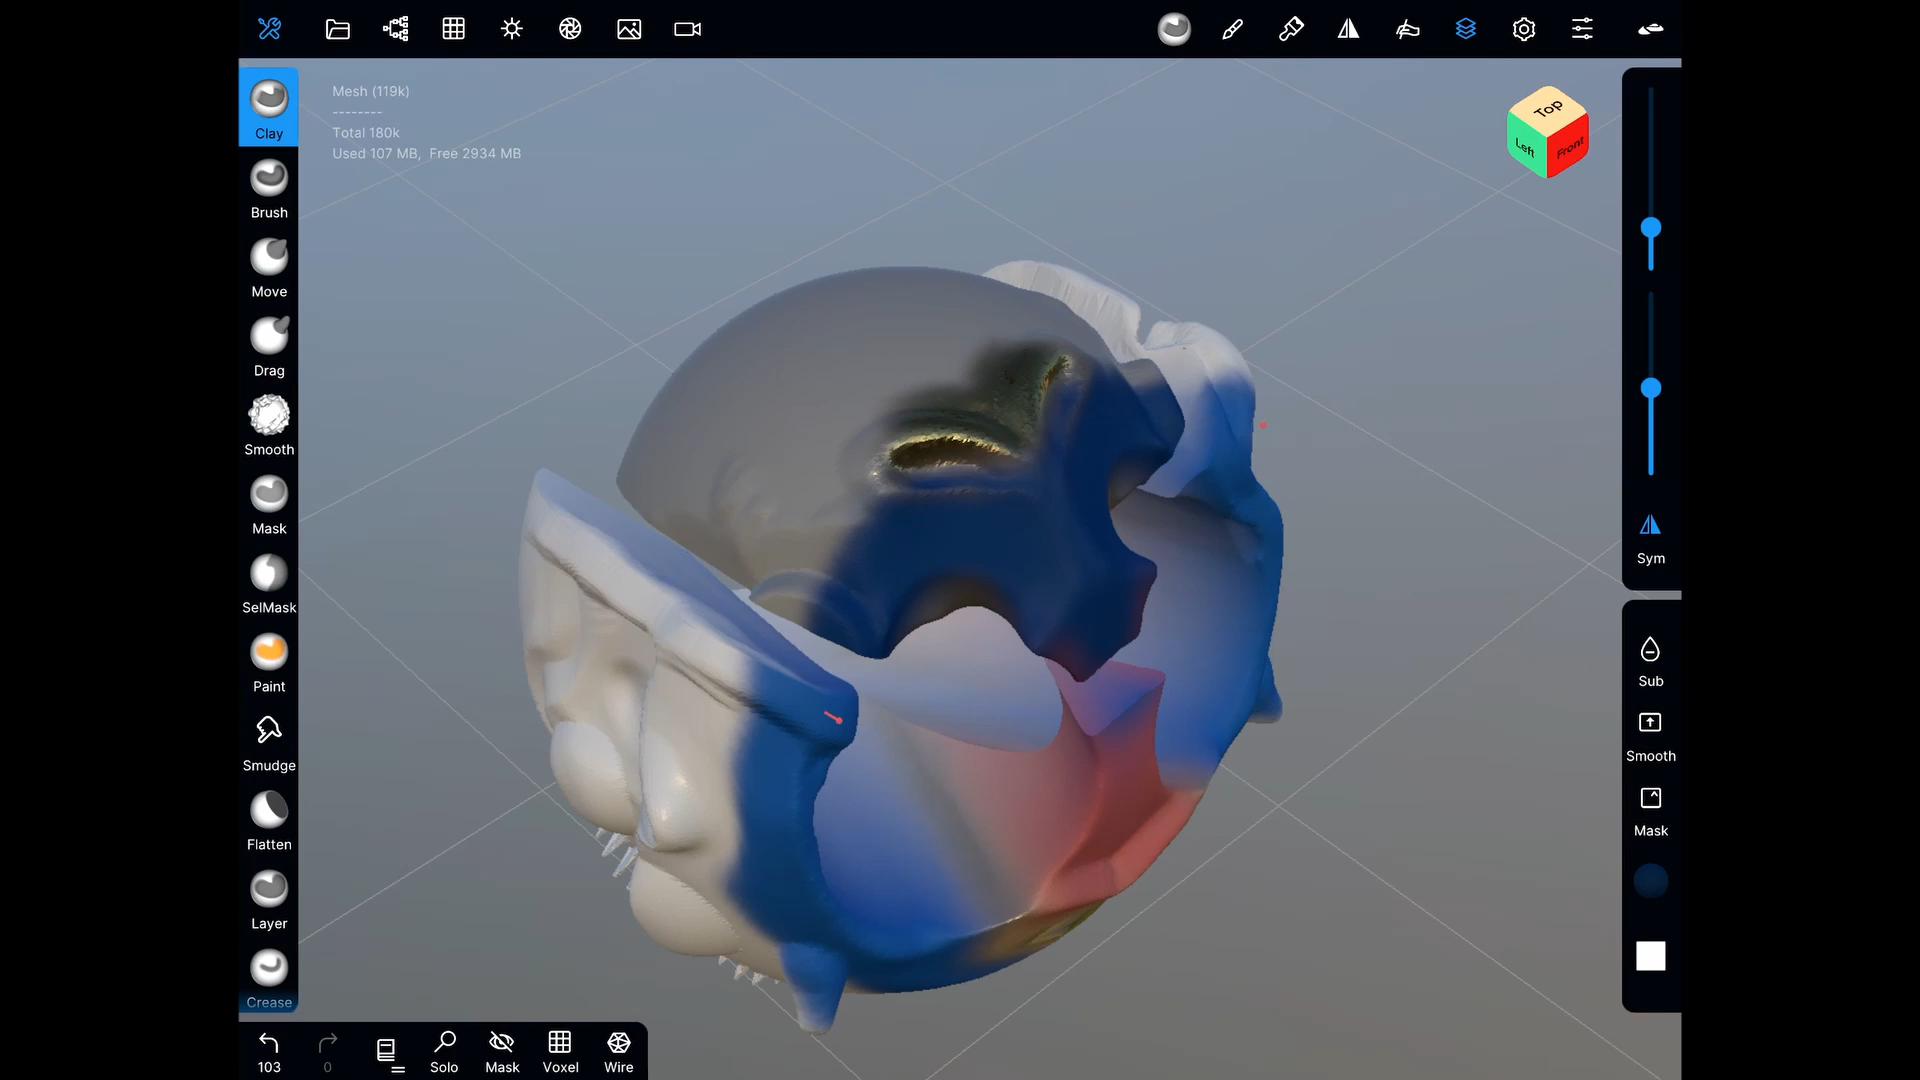 Mesh (119k)
--------
Total 180k
Used 107 MB, Free 2934 MB
Top
Left
Front
Clay
Brush
Move
Drag
Smooth
Mask
SelMask
Paint
Smudge
Flatten
Layer
Crease
Sym
Sub
Smooth
Mask
103
0
Solo
Mask
Voxel
Wire